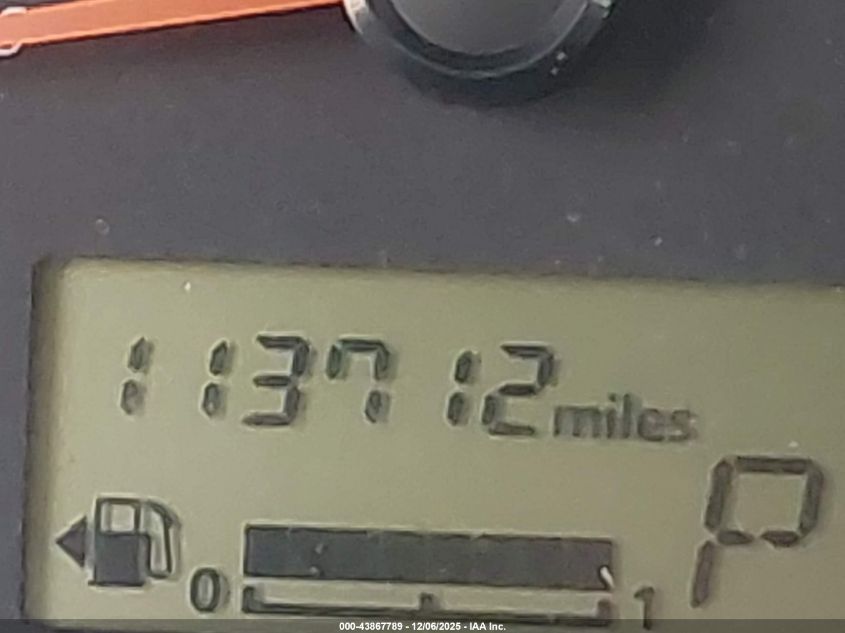 113712 miles
P
0 1
000-43867789 - 12/06/2025 - IAA Inc.